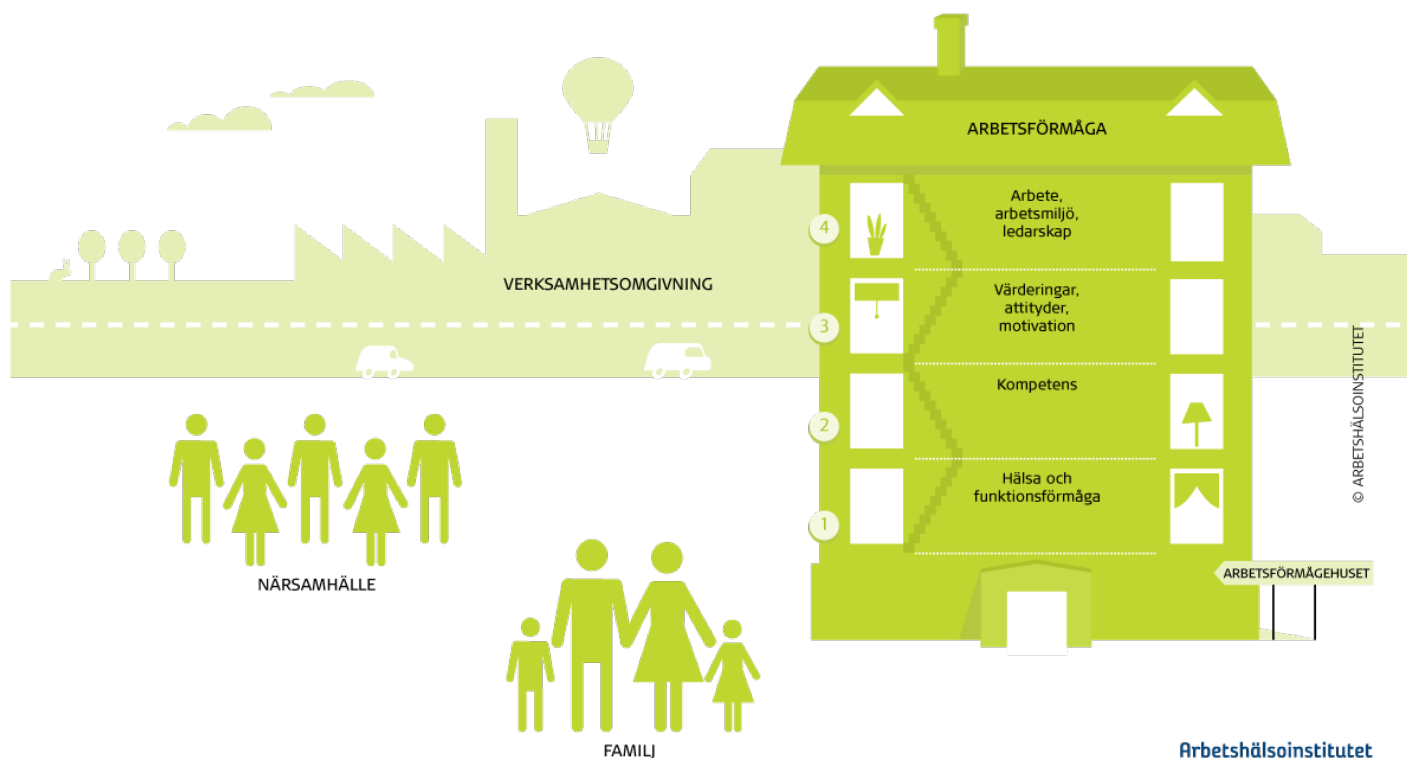 ARBETSFÖRMÅGA
Arbete,
arbetsmiljö,
ledarskap
4
VERKSAMHETSOMGIVNING
Värderingar,
attityder,
motivation
3
Kompetens
2
Hälsa och
funktionsförmåga
1
© ARBETSHÄLSOINSTITUTET
ARBETSFÖRMÅGEHUSET
NÄRSAMHÄLLE
FAMILJ
Arbetshälsoinstitutet